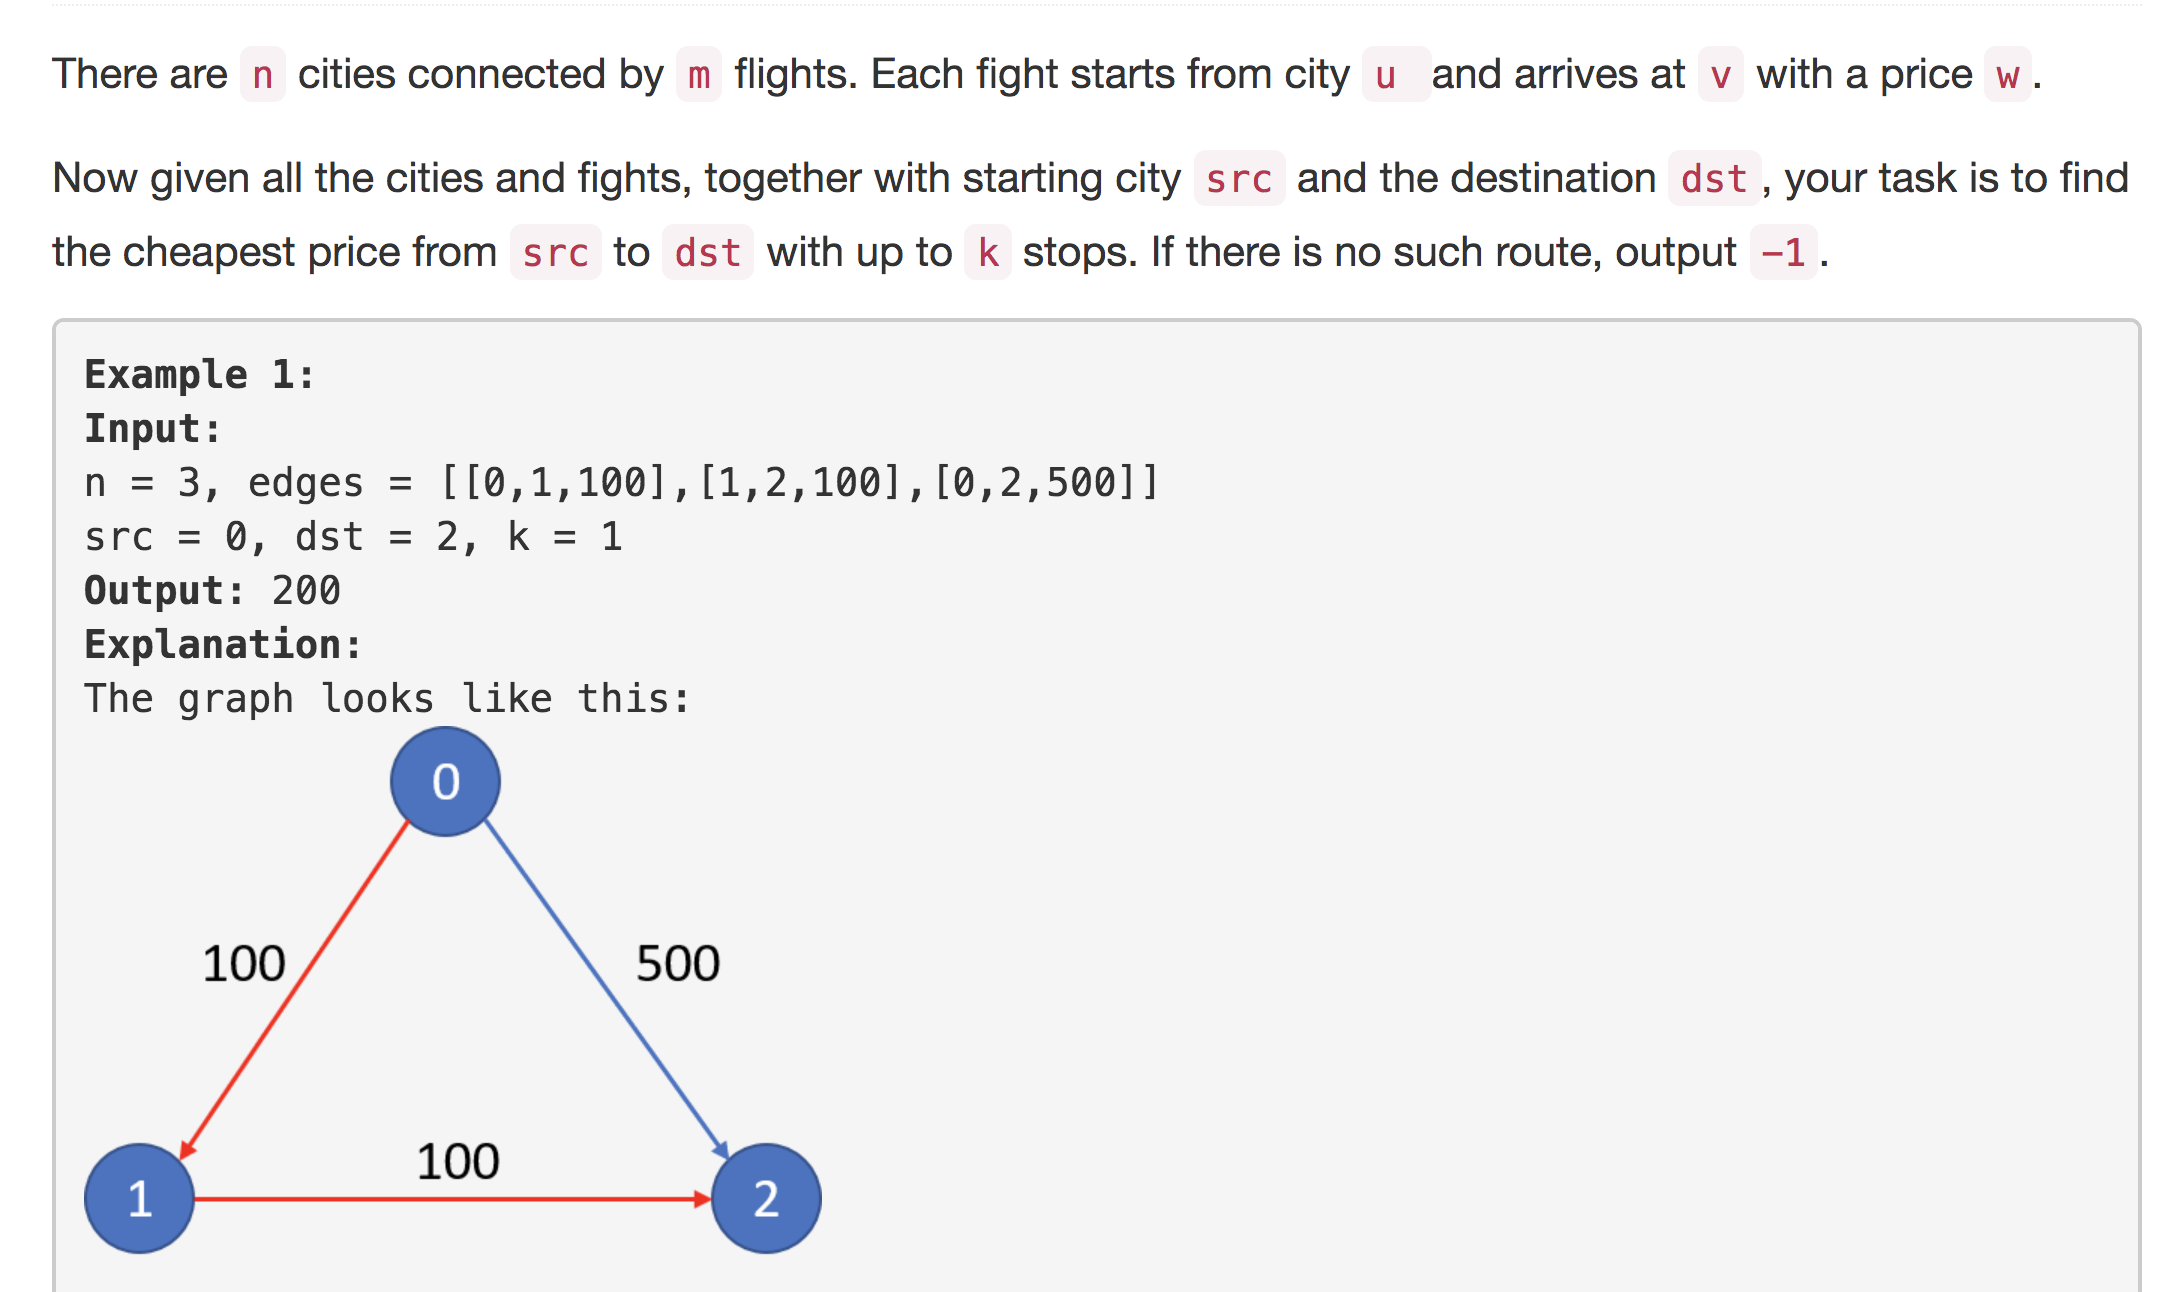 There are n cities connected by m flights. Each fight starts from city u and arrives at v with a price w.
Now given all the cities and fights, together with starting city src and the destination dst, your task is to find
the cheapest price from src to dst with up to k stops. If there is no such route, output -1.
Example 1:
Input:
n = 3, edges = [[0,1,100],[1,2,100],[0,2,500]]
src = 0, dst = 2, k = 1
Output: 200
Explanation:
The graph looks like this:
0
100
500
100
1
2